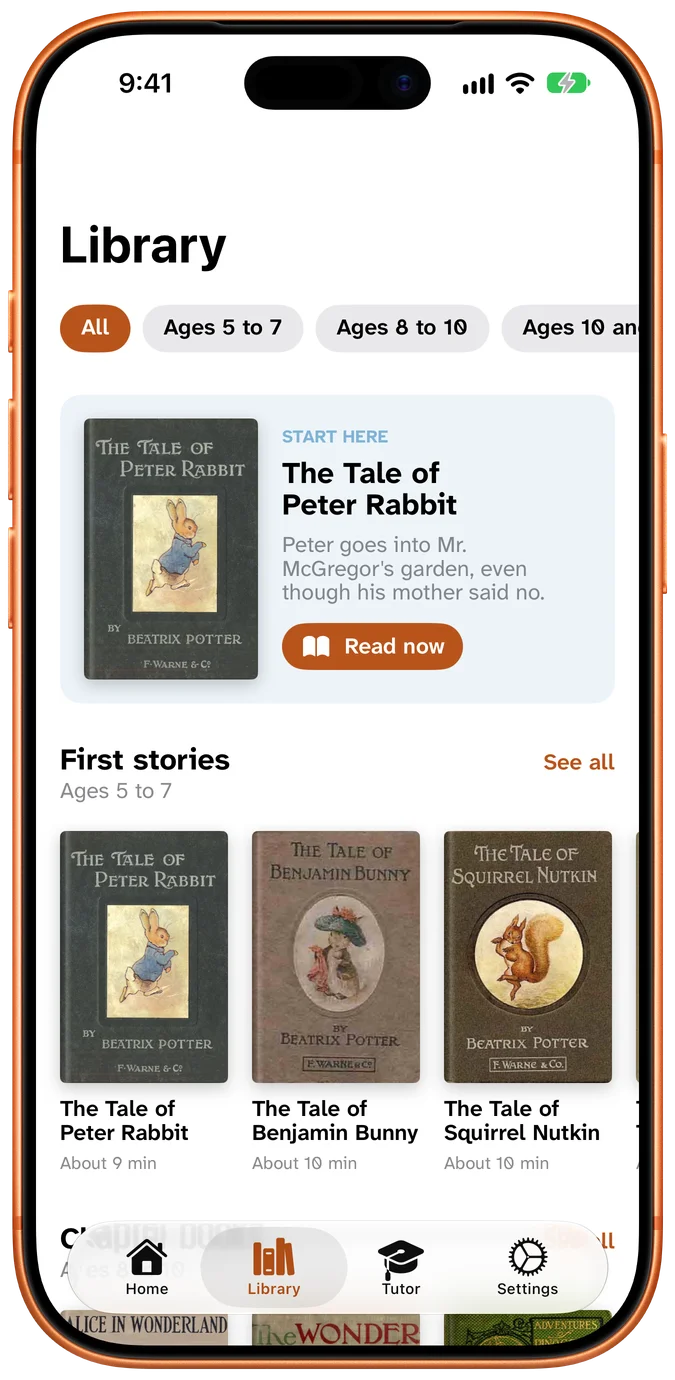 9:41
Library
All
Ages 5 to 7
Ages 8 to 10
Ages 10
THE TALE OF
PETER RABBIT
BY
BEATRIX POTTER
F. WARNE & Co
START HERE
The Tale of
Peter Rabbit
Peter goes into Mr.
McGregor's garden, even
though his mother said no.
Read now
First stories
See all
Ages 5 to 7
THE TALE OF
PETER RABBIT
BY
BEATRIX POTTER
F. WARNE & Co
THE TALE OF
BENJAMIN BUNNY
BY
BEATRIX POTTER
F. WARNE & Co
THE TALE OF
SQUIRREL NUTKIN
BY
BEATRIX POTTER
F. WARNE & Co.
The Tale of
Peter Rabbit
About 9 min
The Tale of
Benjamin Bunny
About 10 min
The Tale of
Squirrel Nutkin
About 10 min
Home
Library
Tutor
Settings
ALICE IN WONDERLAND
The WONDER
ADVENTURES